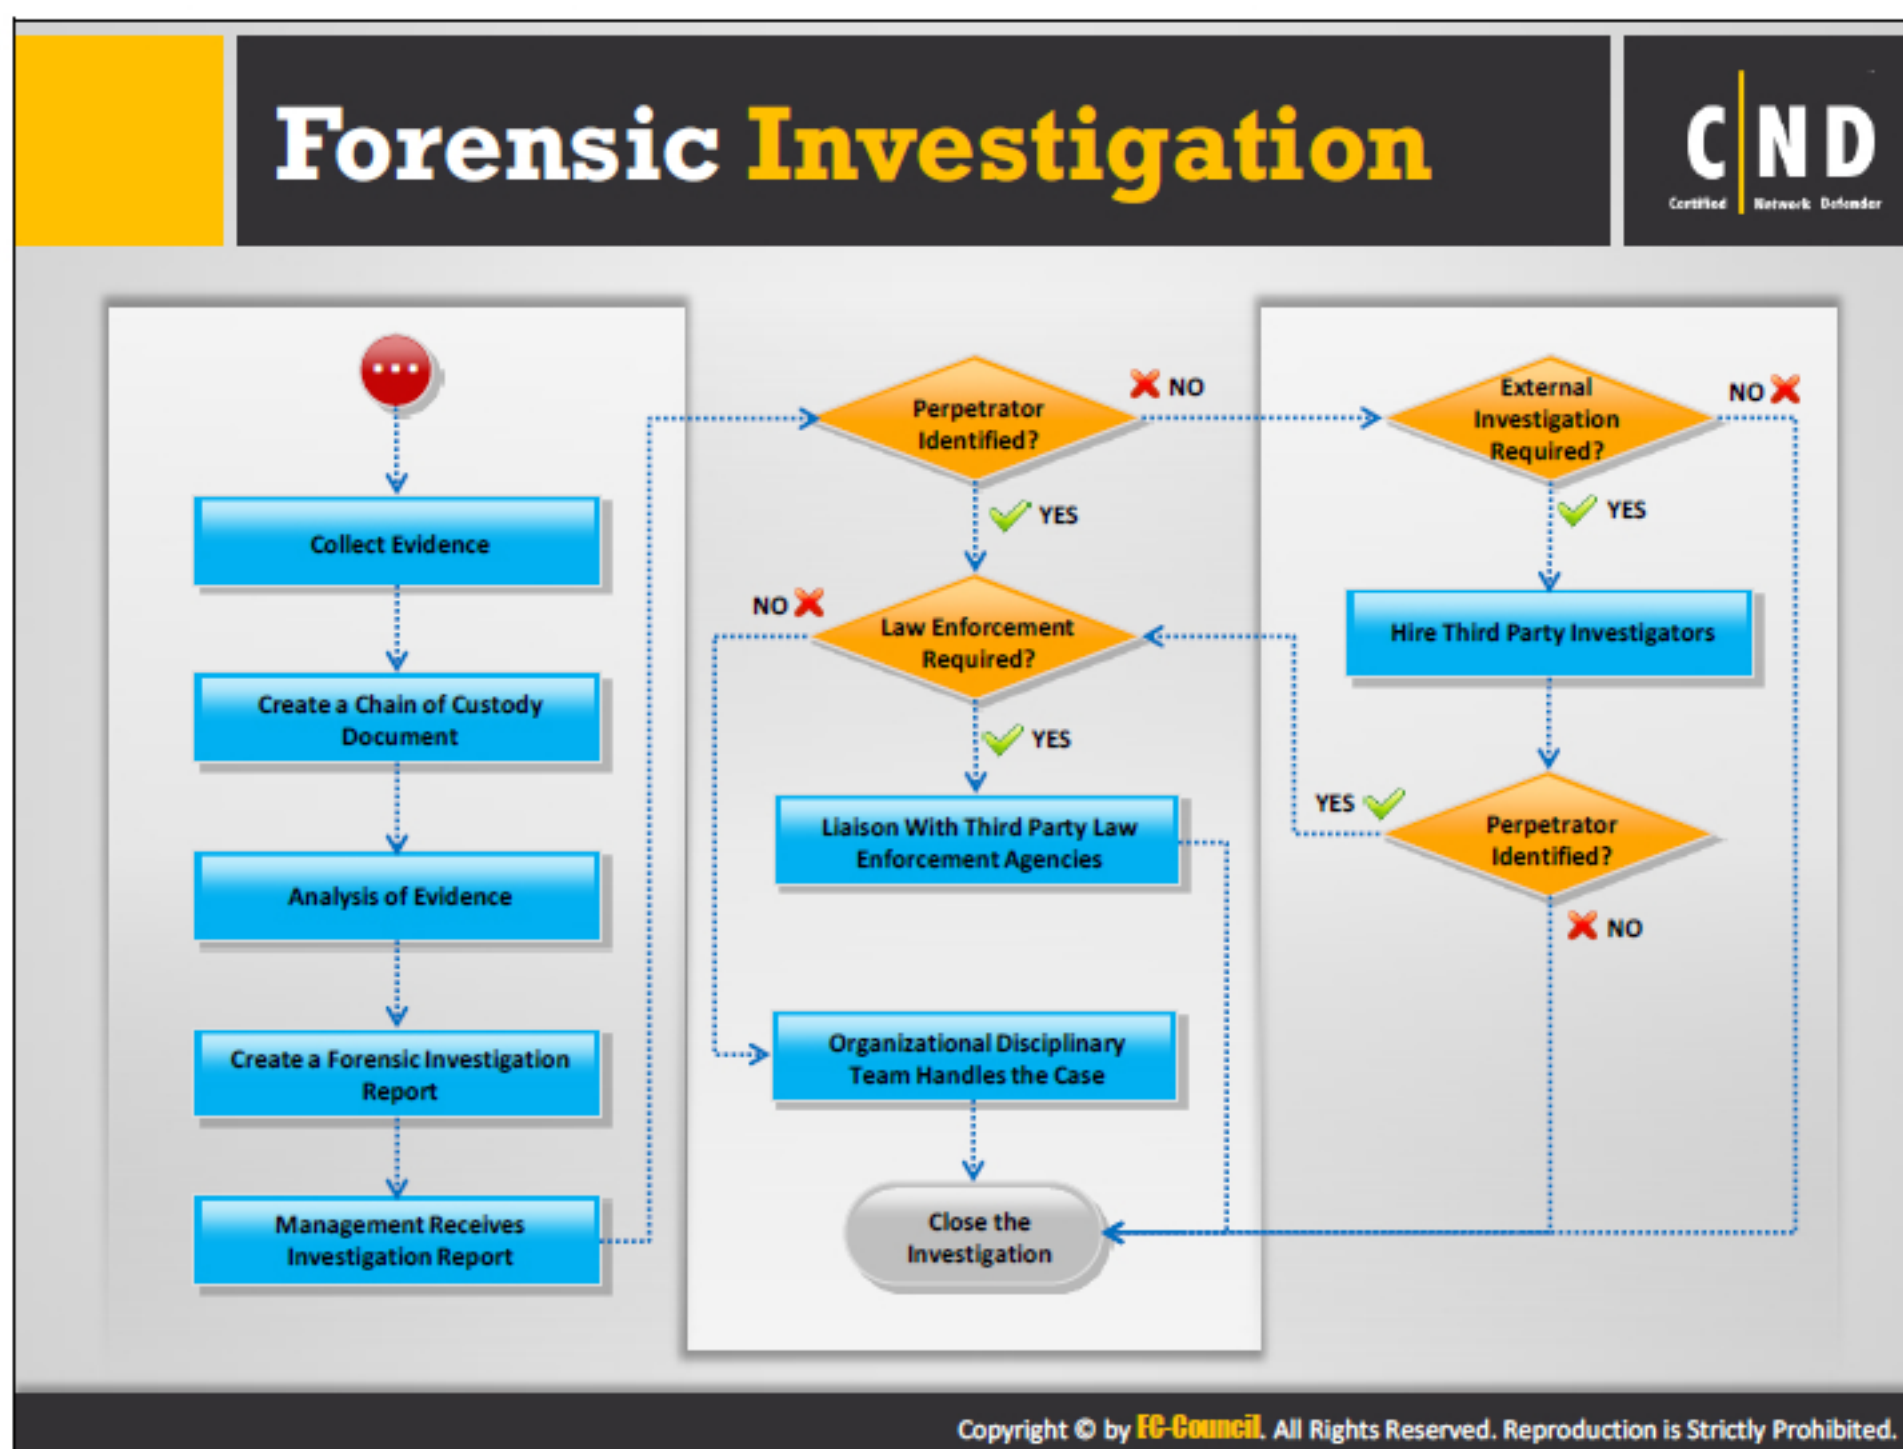 Forensic Investigation
C ND
Certified Network Defender
Collect Evidence
Create a Chain of Custody
Document
Analysis of Evidence
Create a Forensic Investigation
Report
Management Receives
Investigation Report
Perpetrator
Identified?
NO
YES
Law Enforcement
Required?
NO
YES
Liaison With Third Party Law
Enforcement Agencies
Organizational Disciplinary
Team Handles the Case
Close the
Investigation
External
Investigation
Required?
NO
YES
Hire Third Party Investigators
Perpetrator
Identified?
YES
NO
Copyright © by EC-Council. All Rights Reserved. Reproduction is Strictly Prohibited.